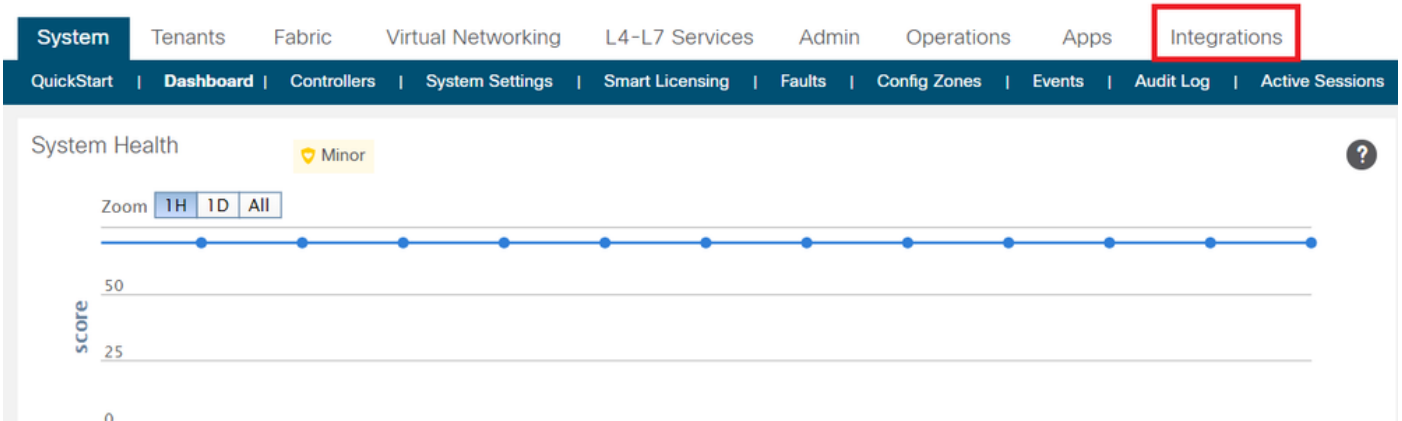 System Tenants Fabric Virtual Networking L4-L7 Services Admin Operations Apps Integrations
QuickStart | Dashboard | Controllers | System Settings | Smart Licensing | Faults | Config Zones | Events | Audit Log | Active Sessions
System Health Minor ?
Zoom 1H 1D All
50
score
25
0